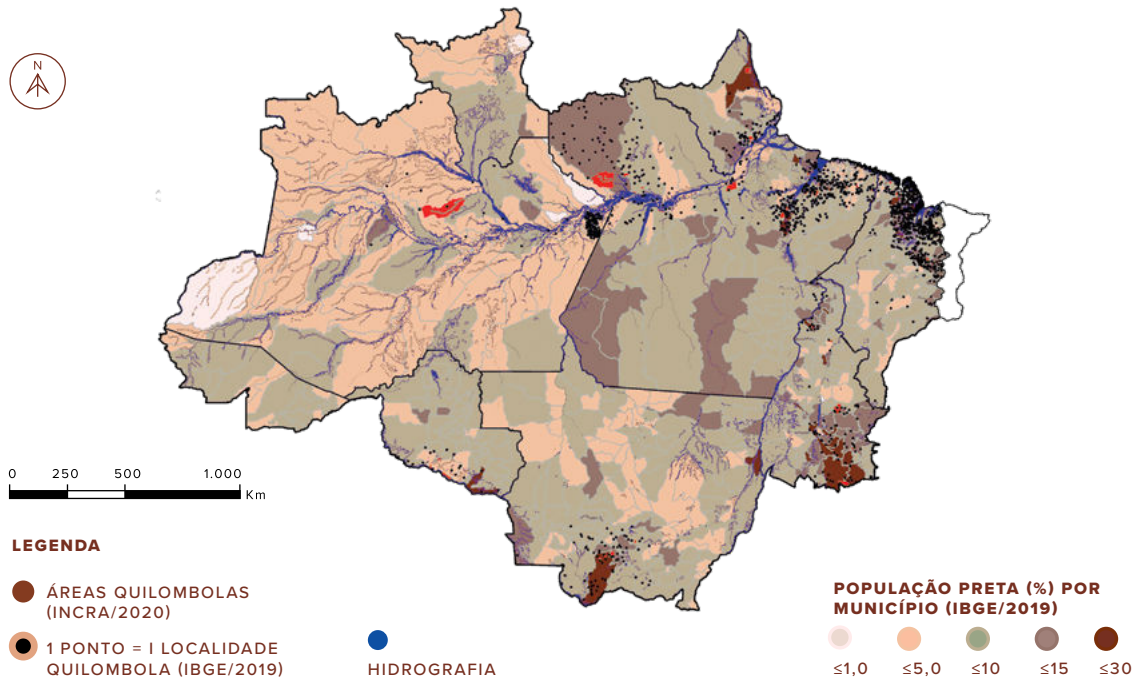 N
0 250 500 1.000
Km
LEGENDA
ÁREAS QUILOMBOLAS
(INCRA/2020)
1 PONTO = I LOCALIDADE
QUILOMBOLA (IBGE/2019)
HIDROGRAFIA
POPULAÇÃO PRETA (%) POR
MUNICÍPIO (IBGE/2019)
≤1,0 ≤5,0 ≤10 ≤15 ≤30